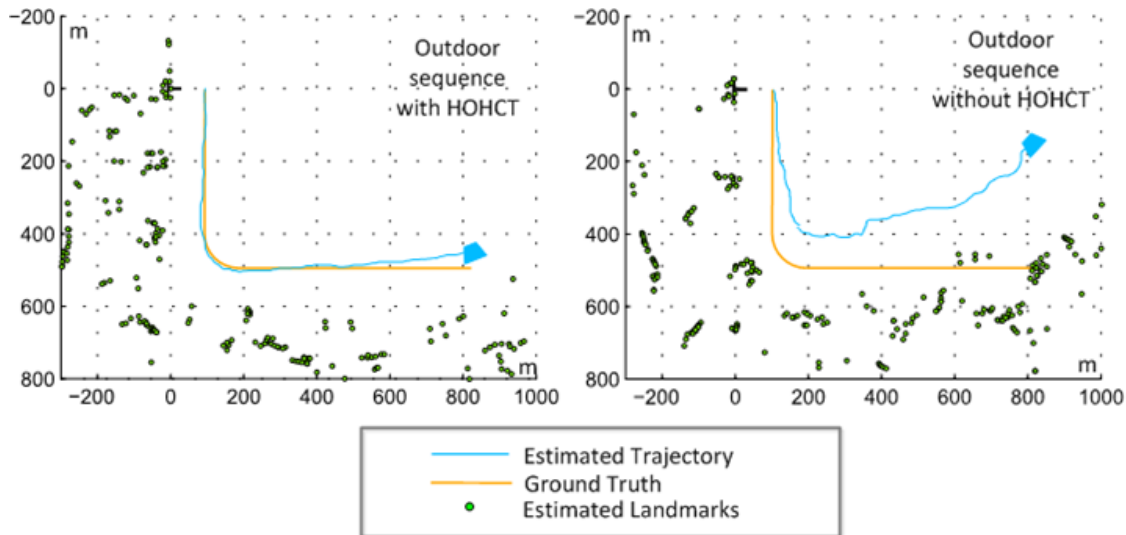 −200
m
Outdoor
sequence
with HOHCT
0
200
400
600
800
m
−200 0 200 400 600 800 1000
−200
m
Outdoor
sequence
without HOHCT
0
200
400
600
800
m
−200 0 200 400 600 800 1000
Estimated Trajectory
Ground Truth
Estimated Landmarks